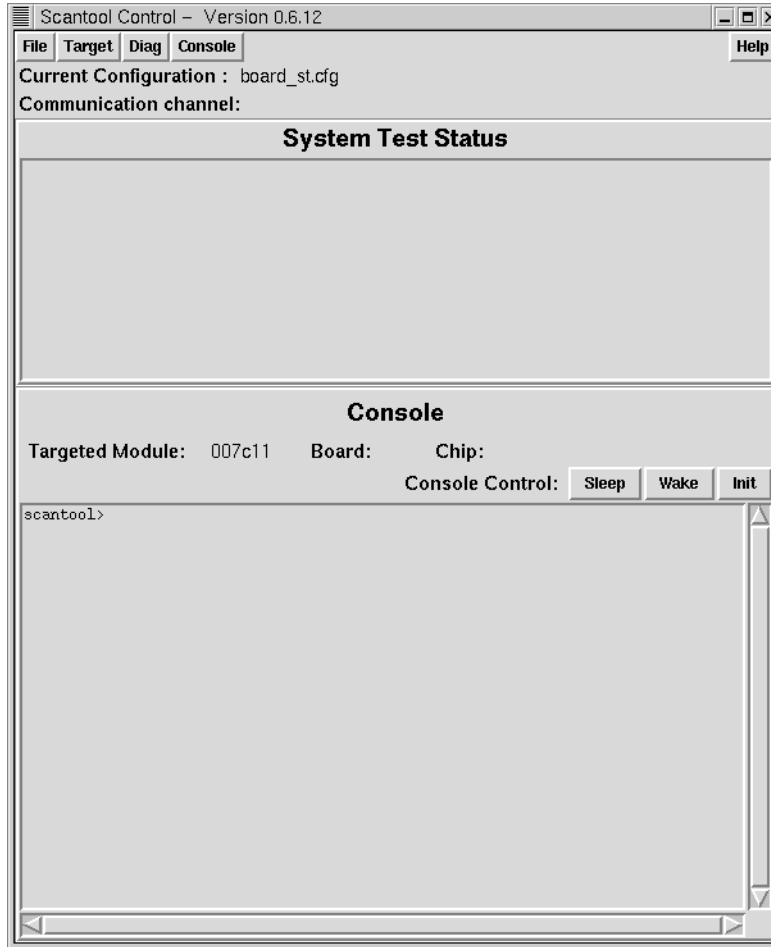 Scantool Control – Version 0.6.12
File Target Diag Console Help
Current Configuration : board_st.cfg
Communication channel:
System Test Status
Console
Targeted Module: 007c11 Board: Chip:
Console Control: Sleep Wake Init
scantool>